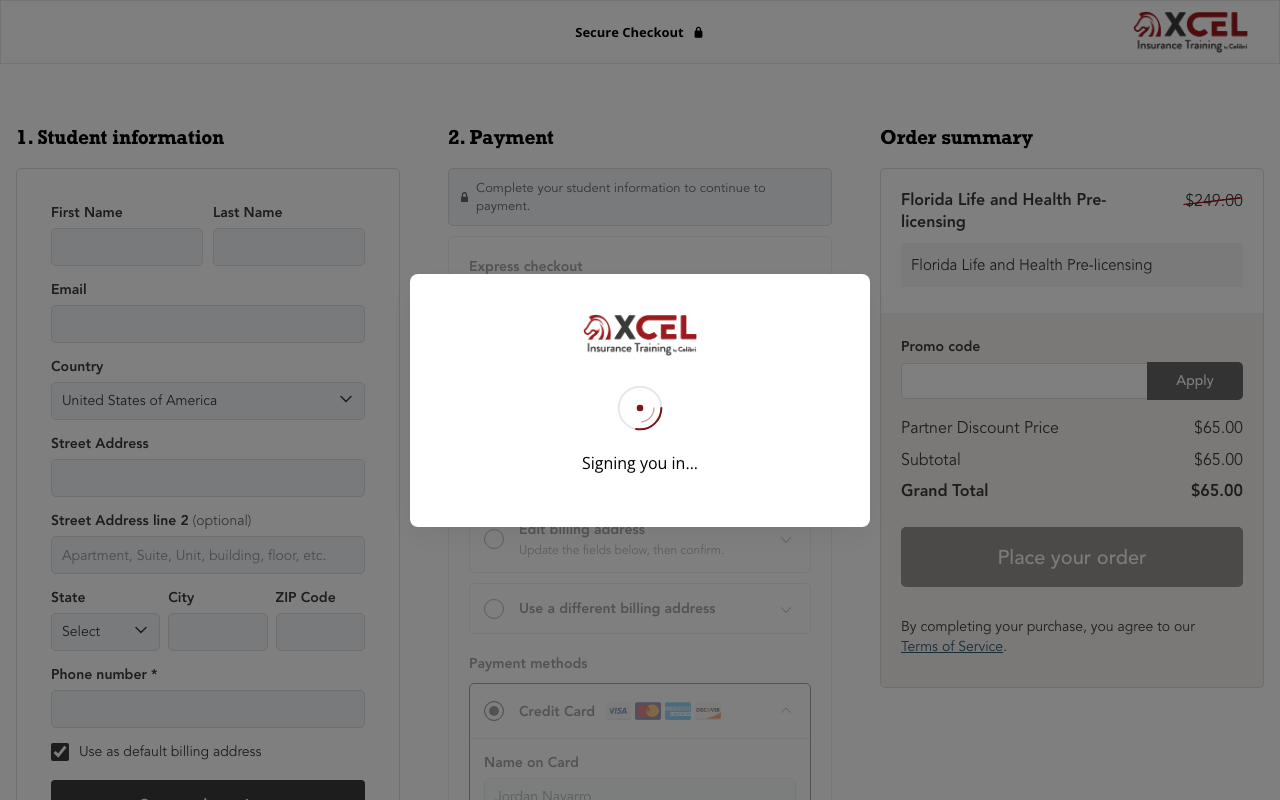 Secure Checkout
XCEL
Insurance Training by Colibri
1. Student information
First Name
Last Name
Email
Country
United States of America
Street Address
Street Address line 2 (optional)
Apartment, Suite, Unit, building, floor, etc.
State
City
ZIP Code
Select
Phone number *
Use as default billing address
2. Payment
Complete your student information to continue to
payment.
Express checkout
XCEL
Insurance Training by Colibri
Signing you in...
Edit billing address
Update the fields below, then confirm.
Use a different billing address
Payment methods
Credit Card
VISA
DISCOVER
Name on Card
Jordan Navarro
Order summary
Florida Life and Health Pre-
licensing
$249.00
Florida Life and Health Pre-licensing
Promo code
Apply
Partner Discount Price
$65.00
Subtotal
$65.00
Grand Total
$65.00
Place your order
By completing your purchase, you agree to our
Terms of Service.